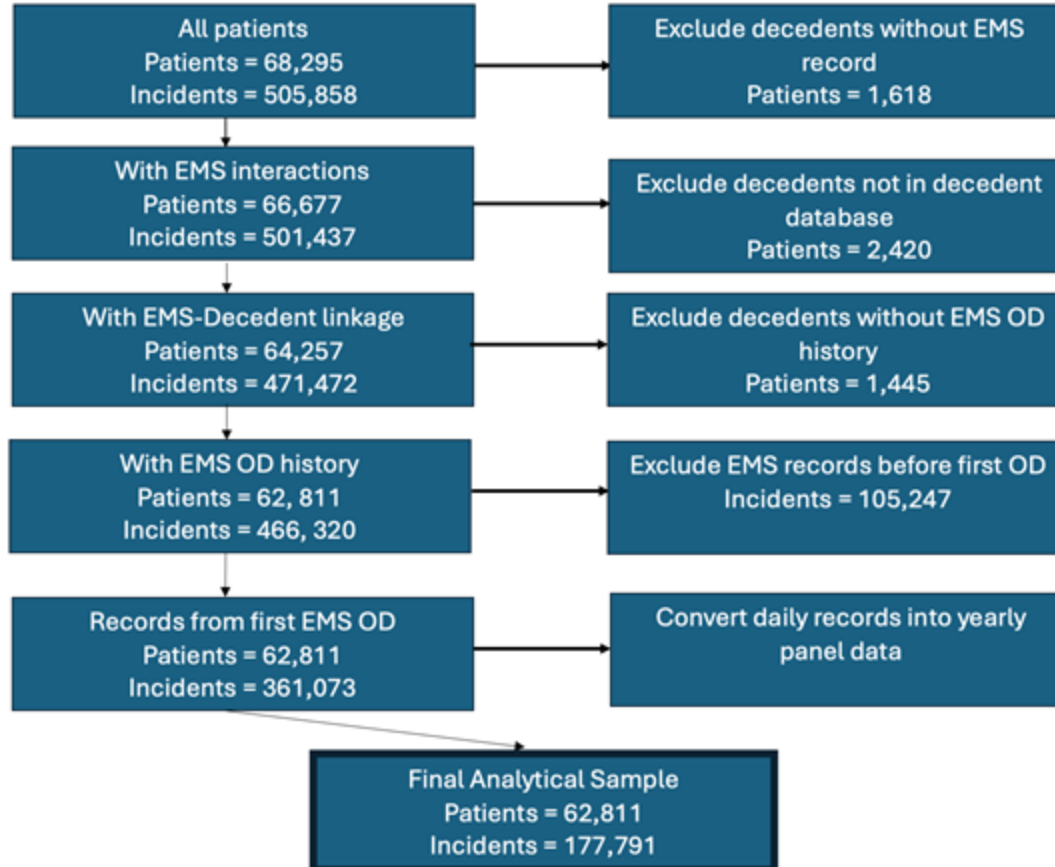 All patients
Patients = 68,295
Incidents = 505,858
Exclude decedents without EMS
record
Patients = 1,618
With EMS interactions
Patients = 66,677
Incidents = 501,437
Exclude decedents not in decedent
database
Patients = 2,420
With EMS-Decedent linkage
Patients = 64,257
Incidents = 471,472
Exclude decedents without EMS OD
history
Patients = 1,445
With EMS OD history
Patients = 62, 811
Incidents = 466, 320
Exclude EMS records before first OD
Incidents = 105,247
Records from first EMS OD
Patients = 62,811
Incidents = 361,073
Convert daily records into yearly
panel data
Final Analytical Sample
Patients = 62,811
Incidents = 177,791